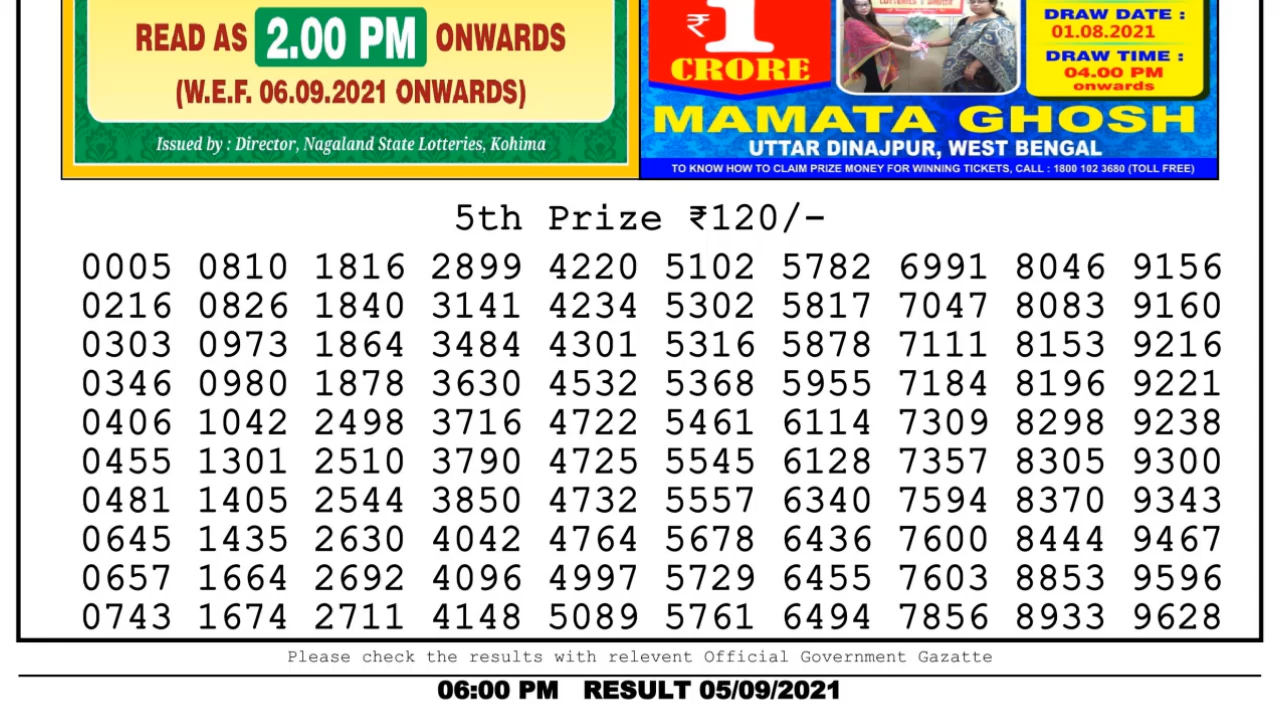 READ AS 2.00 PM ONWARDS
(W.E.F. 06.09.2021 ONWARDS)
Issued by : Director, Nagaland State Lotteries, Kohima
₹1
CRORE
DRAW DATE :
01.08.2021
DRAW TIME :
04.00 PM
onwards
MAMATA GHOSH
UTTAR DINAJPUR, WEST BENGAL
TO KNOW HOW TO CLAIM PRIZE MONEY FOR WINNING TICKETS, CALL : 1800 102 3680 (TOLL FREE)
5th Prize ₹120/-
0005 0810 1816 2899 4220 5102 5782 6991 8046 9156
0216 0826 1840 3141 4234 5302 5817 7047 8083 9160
0303 0973 1864 3484 4301 5316 5878 7111 8153 9216
0346 0980 1878 3630 4532 5368 5955 7184 8196 9221
0406 1042 2498 3716 4722 5461 6114 7309 8298 9238
0455 1301 2510 3790 4725 5545 6128 7357 8305 9300
0481 1405 2544 3850 4732 5557 6340 7594 8370 9343
0645 1435 2630 4042 4764 5678 6436 7600 8444 9467
0657 1664 2692 4096 4997 5729 6455 7603 8853 9596
0743 1674 2711 4148 5089 5761 6494 7856 8933 9628
Please check the results with relevent Official Government Gazatte
06:00 PM RESULT 05/09/2021